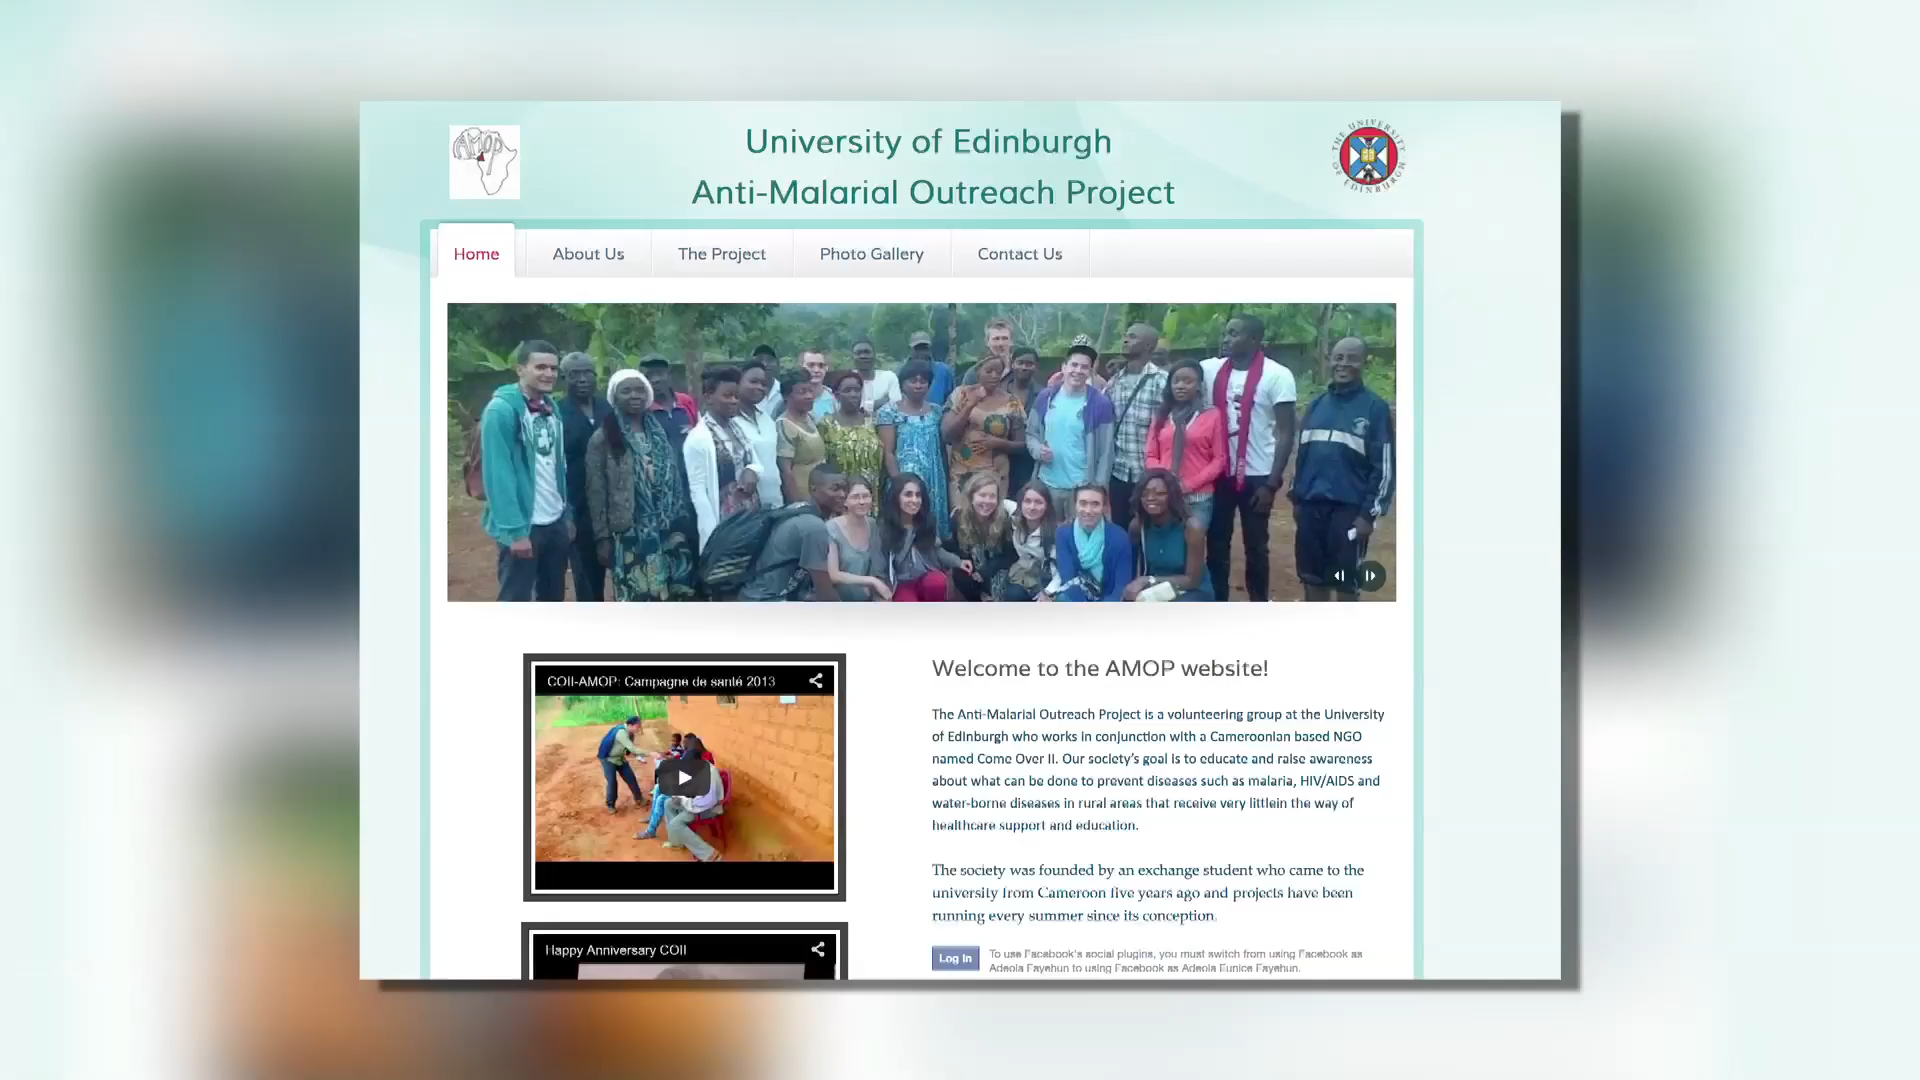 AMOP
University of Edinburgh
Anti-Malarial Outreach Project
THE UNIVERSITY OF EDINBURGH
Home
About Us
The Project
Photo Gallery
Contact Us
COII-AMOP: Campagne de santé 2013
Happy Anniversary COII
Welcome to the AMOP website!
The Anti-Malarial Outreach Project is a volunteering group at the University
of Edinburgh who works in conjunction with a Cameroonian based NGO
named Come Over II. Our society's goal is to educate and raise awareness
about what can be done to prevent diseases such as malaria, HIV/AIDS and
water-borne diseases in rural areas that receive very littlein the way of
healthcare support and education.
The society was founded by an exchange student who came to the
university from Cameroon five years ago and projects have been
running every summer since its conception.
Log In
To use Facebook's social plugins, you must switch from using Facebook as
Adeola Fayehun to using Facebook as Adeola Eunice Fayehun.